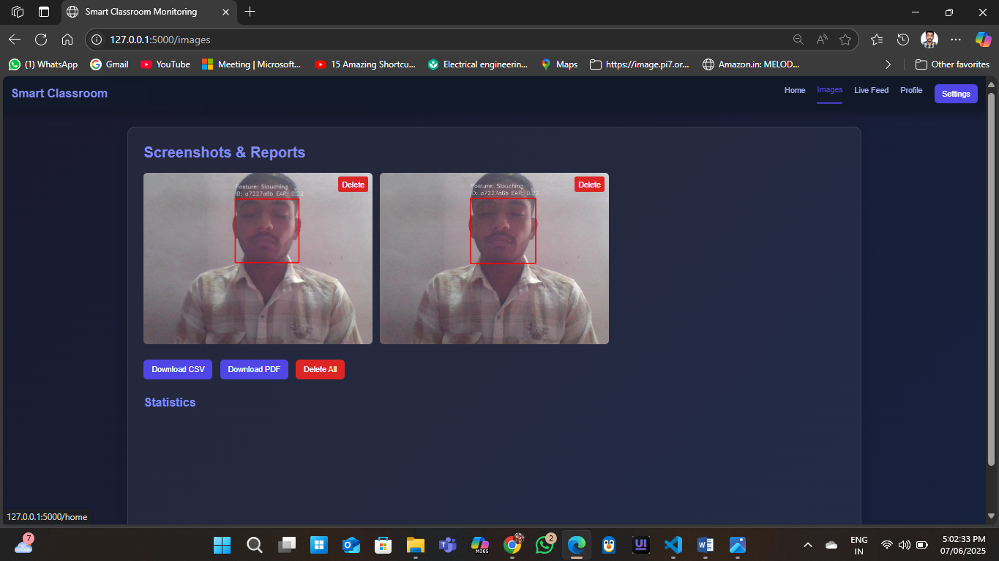 Smart Classroom Monitoring
127.0.0.1:5000/images
(1) WhatsApp
Gmail
YouTube
Meeting | Microsoft...
15 Amazing Shortcu...
Electrical engineerin...
Maps
https://image.pi7.or...
Amazon.in: MELOD...
Other favorites
Smart Classroom
Home
Images
Live Feed
Profile
Settings
Screenshots & Reports
Posture: Slouching
ID: a7227a6b EAR: 0.22
Delete
Posture: Slouching
ID: a7227a6b EAR: 0.22
Delete
Download CSV
Download PDF
Delete All
Statistics
127.0.0.1:5000/home
7
M365
2
UI
ENG
IN
5:02:33 PM
07/06/2025